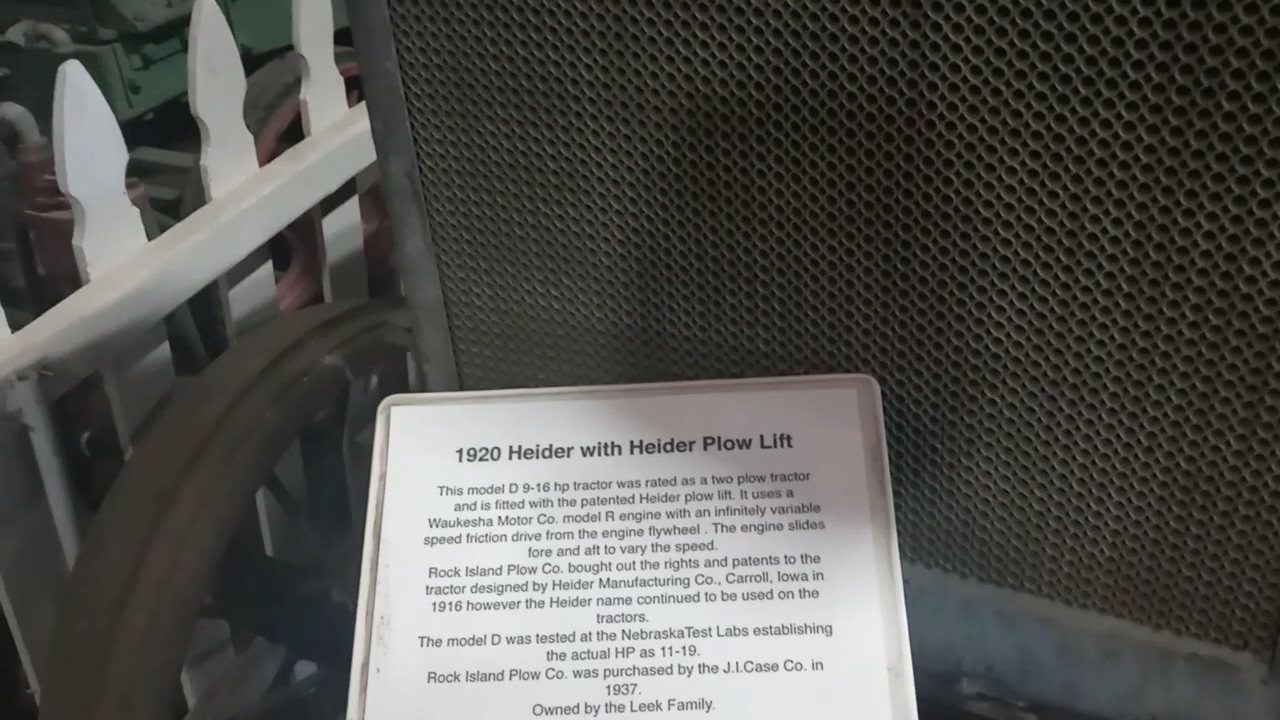 1920 Heider with Heider Plow Lift
This model D 9-16 hp tractor was rated as a two plow tractor
and is fitted with the patented Heider plow lift. It uses a
Waukesha Motor Co. model R engine with an infinitely variable
speed friction drive from the engine flywheel . The engine slides
fore and aft to vary the speed.
Rock Island Plow Co. bought out the rights and patents to the
tractor designed by Heider Manufacturing Co., Carroll, Iowa in
1916 however the Heider name continued to be used on the
tractors.
The model D was tested at the NebraskaTest Labs establishing
the actual HP as 11-19.
Rock Island Plow Co. was purchased by the J.I.Case Co. in
1937.
Owned by the Leek Family.